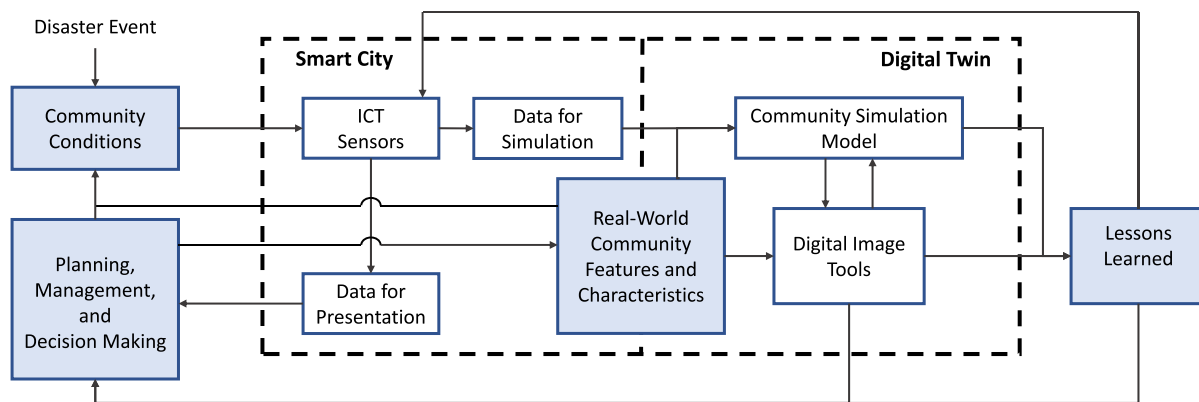 Disaster Event
Smart City
Digital Twin
Community
Conditions
ICT
Sensors
Data for
Simulation
Community Simulation
Model
Planning,
Management,
and
Decision Making
Data for
Presentation
Real-World
Community
Features and
Characteristics
Digital Image
Tools
Lessons
Learned